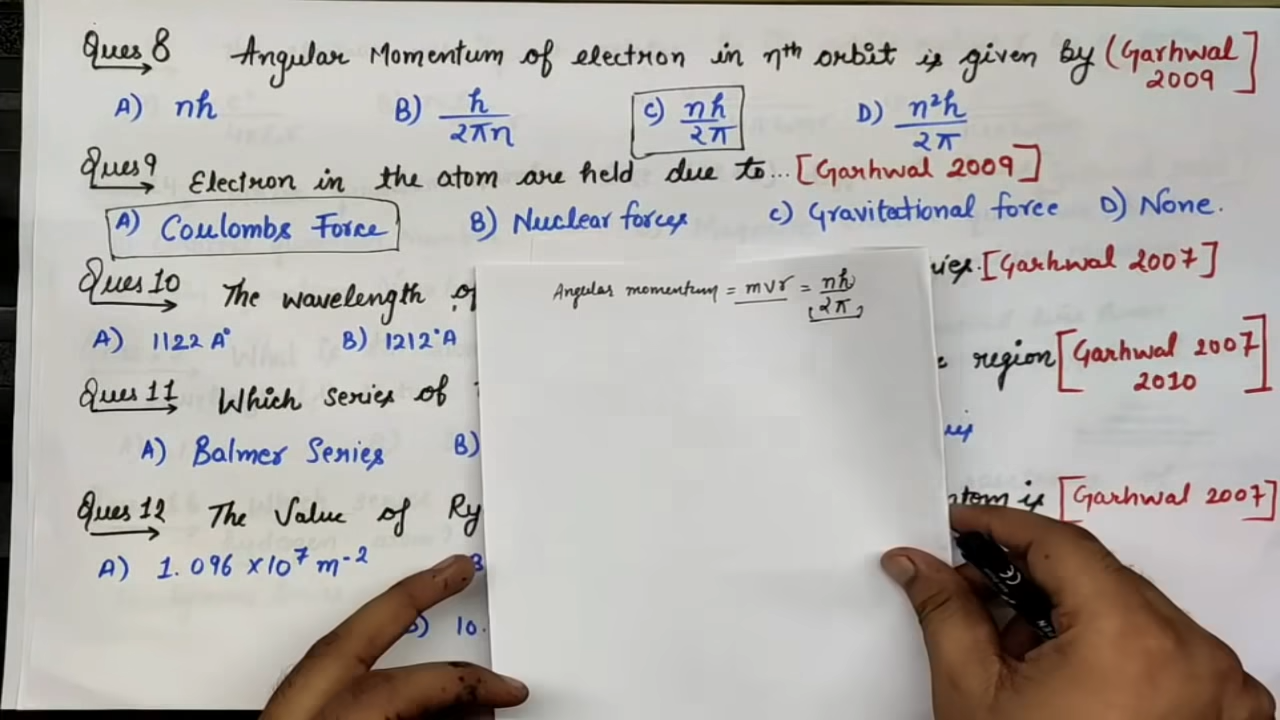 Ques 8 Angular Momentum of electron in nth orbit is given by (Garhwal 2009]
A) nh B) h/2πn C) nh/2π D) n²h/2π
Ques 9 Electron in the atom are held due to... [Garhwal 2009]
A) Coulombs Force B) Nuclear forces C) Gravitational force D) None.
Ques 10 The wavelength of [Garhwal 2007]
Angular momentum = mvr = nh/2π
A) 1122 A° B) 1212°A
region [Garhwal 2007 2010
Ques 11 Which series of
A) Balmer Series B)
Ques 12 The Value of Ry atom is [Garhwal 2007]
A) 1.096 ×10⁷ m⁻²
10.